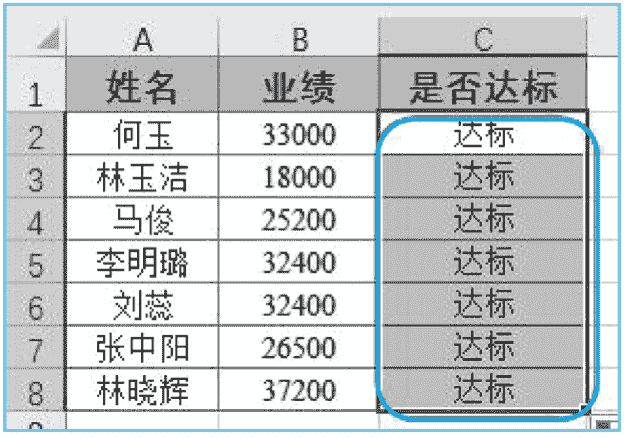 A B C
1 姓名 业绩 是否达标
2 何玉 33000 达标
3 林玉洁 18000 达标
4 马俊 25200 达标
5 李明璐 32400 达标
6 刘蕊 32400 达标
7 张中阳 26500 达标
8 林晓辉 37200 达标